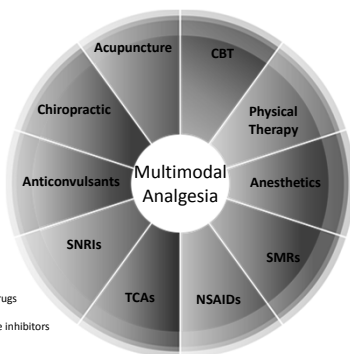 Acupuncture
CBT
Chiropractic
Physical
Therapy
Anticonvulsants
Multimodal
Analgesia
Anesthetics
SNRIs
SMRs
TCAs
NSAIDs
rugs
e inhibitors